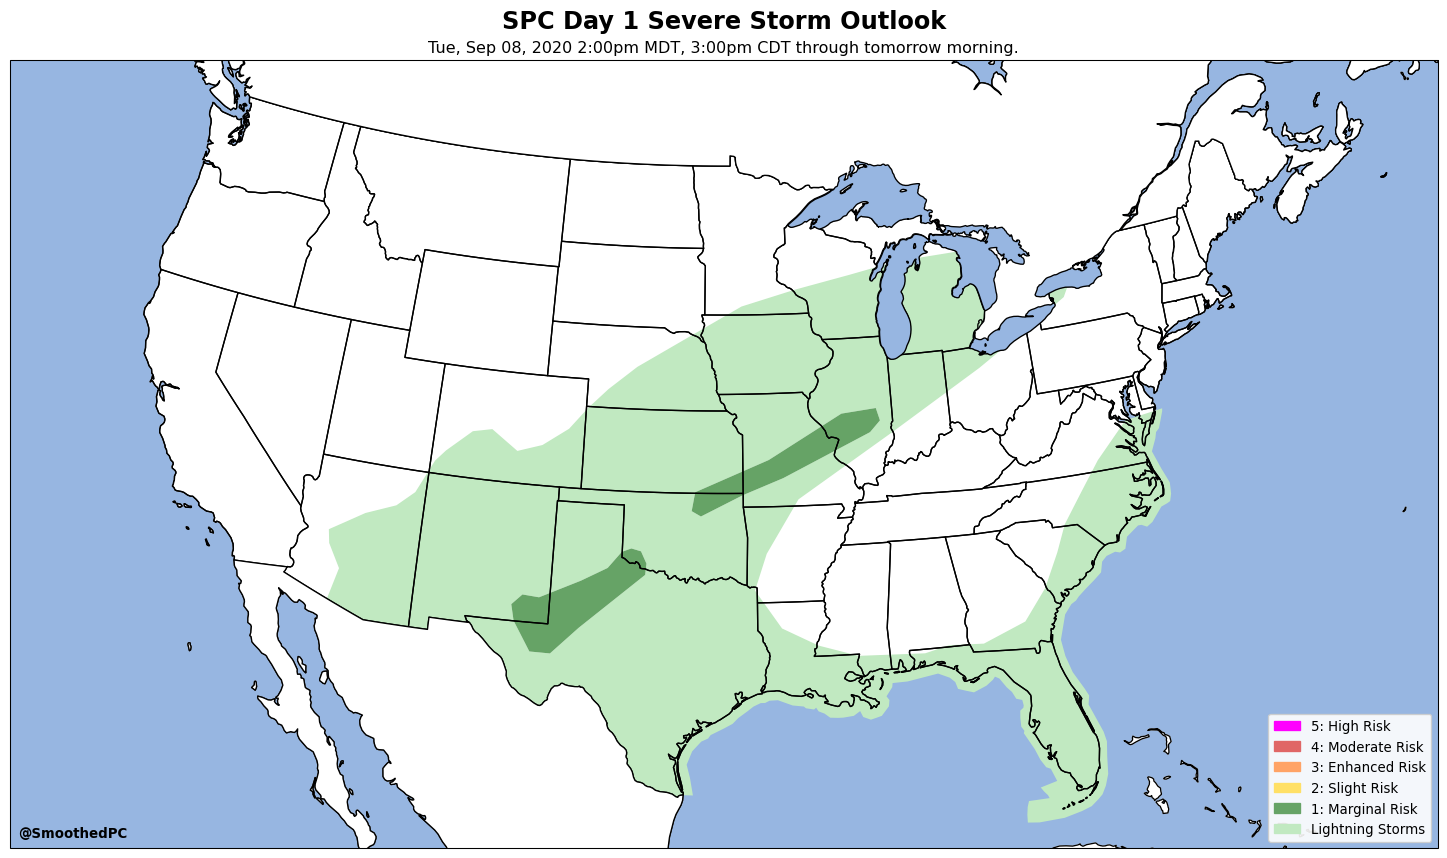 SPC Day 1 Severe Storm Outlook
Tue, Sep 08, 2020 2:00pm MDT, 3:00pm CDT through tomorrow morning.
5: High Risk
4: Moderate Risk
3: Enhanced Risk
2: Slight Risk
1: Marginal Risk
Lightning Storms
@SmoothedPC